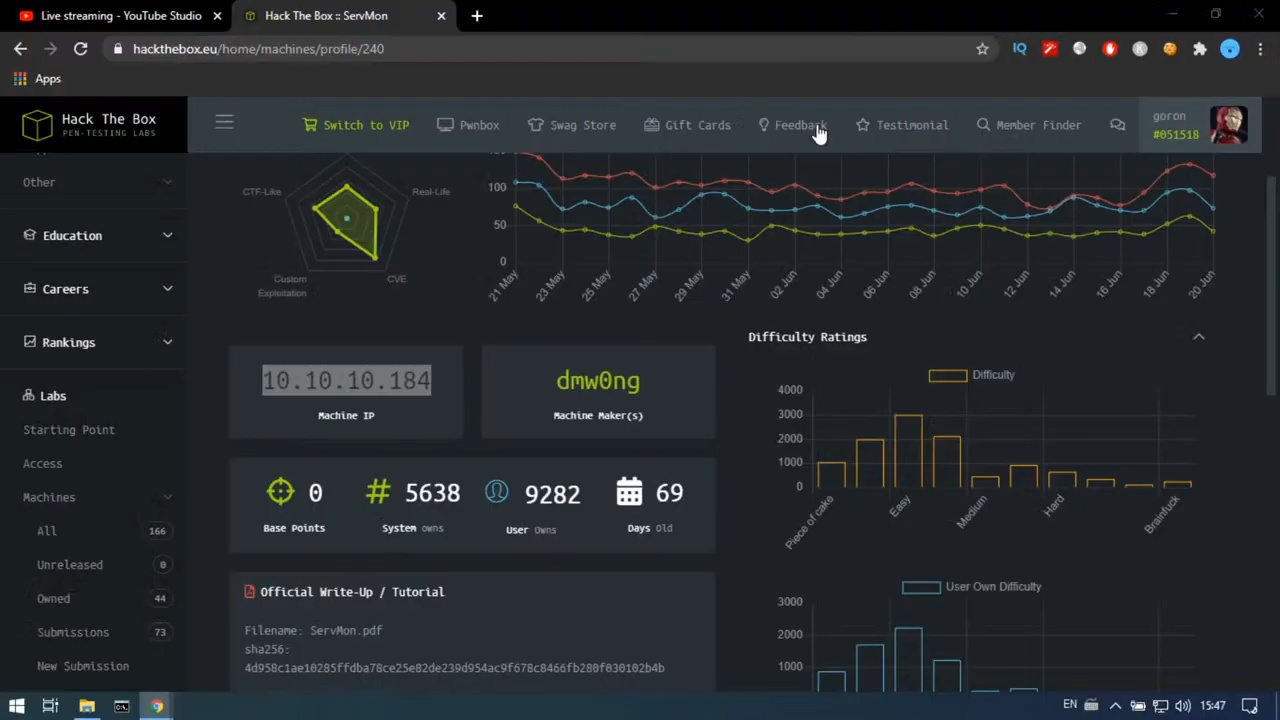 Live streaming - YouTube Studio
Hack The Box :: ServMon
hackthebox.eu/home/machines/profile/240
Apps
Hack The Box
PEN-TESTING LABS
Switch to VIP
Pwnbox
Swag Store
Gift Cards
Feedback
Testimonial
Member Finder
goron
#051518
Other
Education
Careers
Rankings
Labs
Starting Point
Access
Machines
All 166
Unreleased 0
Owned 44
Submissions 73
New Submission
CTF-Like
Real-Life
Custom
Exploitation
CVE
100
50
0
21 May
23 May
25 May
27 May
29 May
31 May
02 Jun
04 Jun
06 Jun
08 Jun
10 Jun
12 Jun
14 Jun
16 Jun
18 Jun
20 Jun
10.10.10.184
Machine IP
dmw0ng
Machine Maker(s)
0
Base Points
# 5638
System owns
9282
User Owns
69
Days Old
Official Write-Up / Tutorial
Filename: ServMon.pdf
sha256:
4d958c1ae10285ffdba78ce25e82de239d954ac9f678c8466fb280f030102b4b
Difficulty Ratings
Difficulty
4000
3000
2000
1000
0
Piece of cake
Easy
Medium
Hard
Brainfuck
User Own Difficulty
3000
2000
1000
EN
15:47